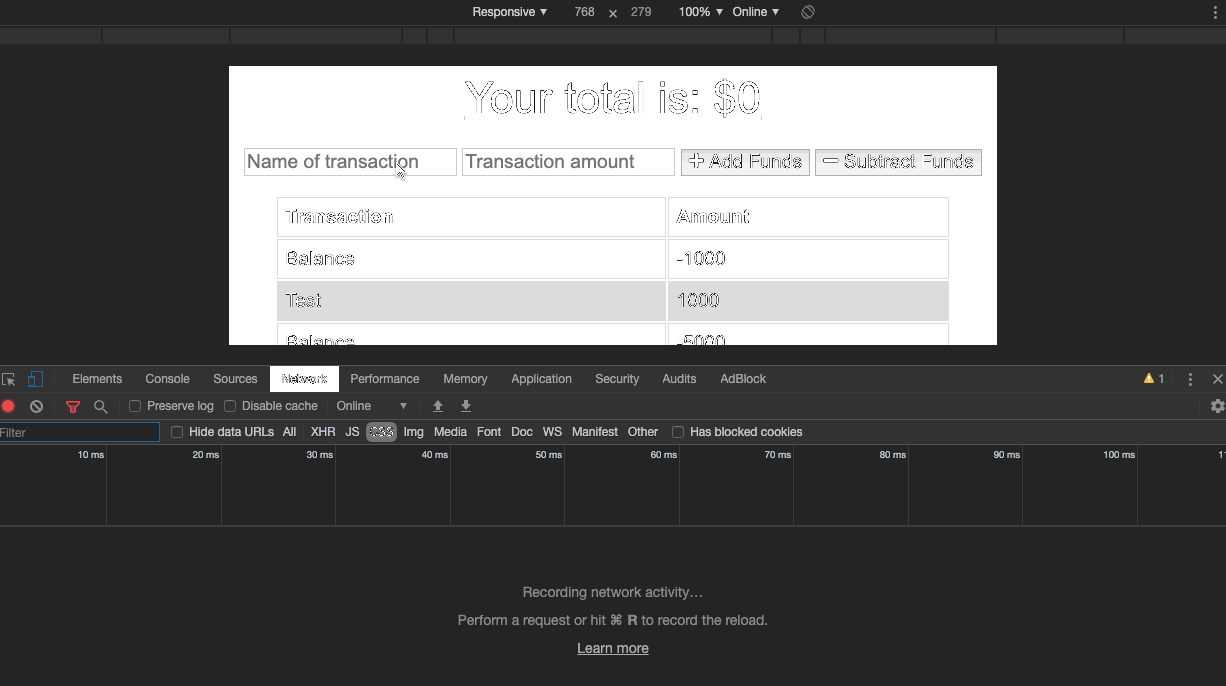 Responsive ▼ 768 × 279 100% ▼ Online ▼
Your total is: $0
Name of transaction Transaction amount + Add Funds − Subtract Funds
Transaction Amount
Balance -1000
Test 1000
Balance -5000
Elements Console Sources Network Performance Memory Application Security Audits AdBlock 1
Preserve log Disable cache Online ▼
Filter Hide data URLs All XHR JS CSS Img Media Font Doc WS Manifest Other Has blocked cookies
10 ms 20 ms 30 ms 40 ms 50 ms 60 ms 70 ms 80 ms 90 ms 100 ms
Recording network activity…
Perform a request or hit ⌘ R to record the reload.
Learn more